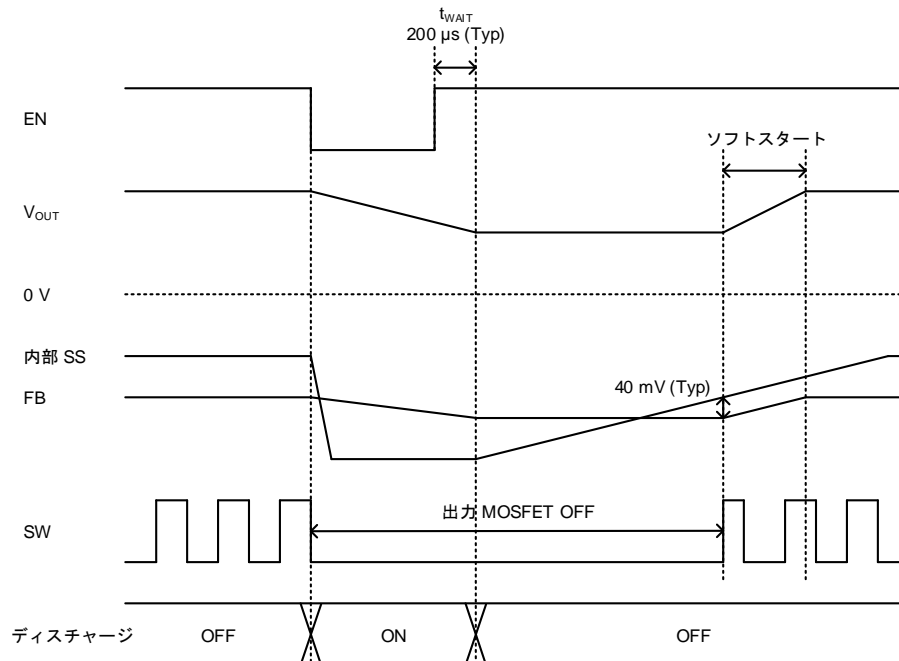 tWAIT
200 µs (Typ)
EN
ソフトスタート
VOUT
0 V
内部 SS
FB
40 mV (Typ)
SW
出力 MOSFET OFF
ディスチャージ
OFF
ON
OFF